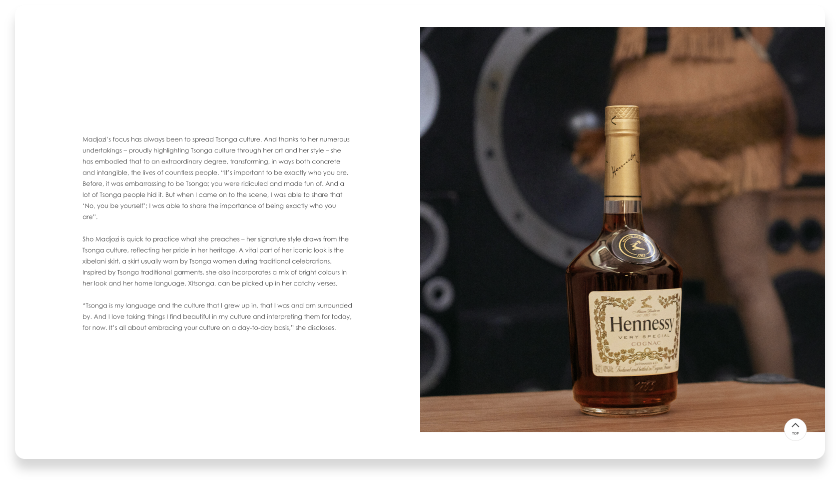 Madjozi's focus has always been to spread Tsonga culture. And thanks to her numerous
undertakings – proudly highlighting Tsonga culture through her art and her style – she
has embodied that to an extraordinary degree, transforming, in ways both concrete
and intangible, the lives of countless people. "It's important to be exactly who you are.
Before, it was embarrassing to be Tsonga; you were ridiculed and made fun of. And a
lot of Tsonga people hid it. But when I came on to the scene, I was able to share that
'No, you be yourself'; I was able to share the importance of being exactly who you
are".
Sho Madjozi is quick to practice what she preaches – her signature style draws from the
Tsonga culture, reflecting her pride in her heritage. A vital part of her iconic look is the
xibelani skirt, a skirt usually worn by Tsonga women during traditional celebrations.
Inspired by Tsonga traditional garments, she also incorporates a mix of bright colours in
her look and her home language, Xitsonga, can be picked up in her catchy verses.
"Tsonga is my language and the culture that I grew up in, that I was and am surrounded
by. And I love taking things I find beautiful in my culture and interpreting them for today,
for now. It's all about embracing your culture on a day-to-day basis," she discloses.
Hennessy
Hennessy
VERY SPECIAL
COGNAC
TOP